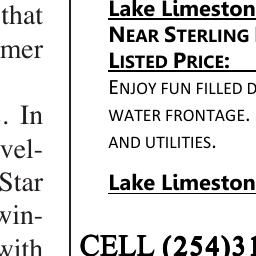 that
mer
. In
vel-
Star
win-
with
Lake Limeston
NEAR STERLING
LISTED PRICE:
ENJOY FUN FILLED D
WATER FRONTAGE.
AND UTILITIES.
Lake Limeston
CELL (254)31